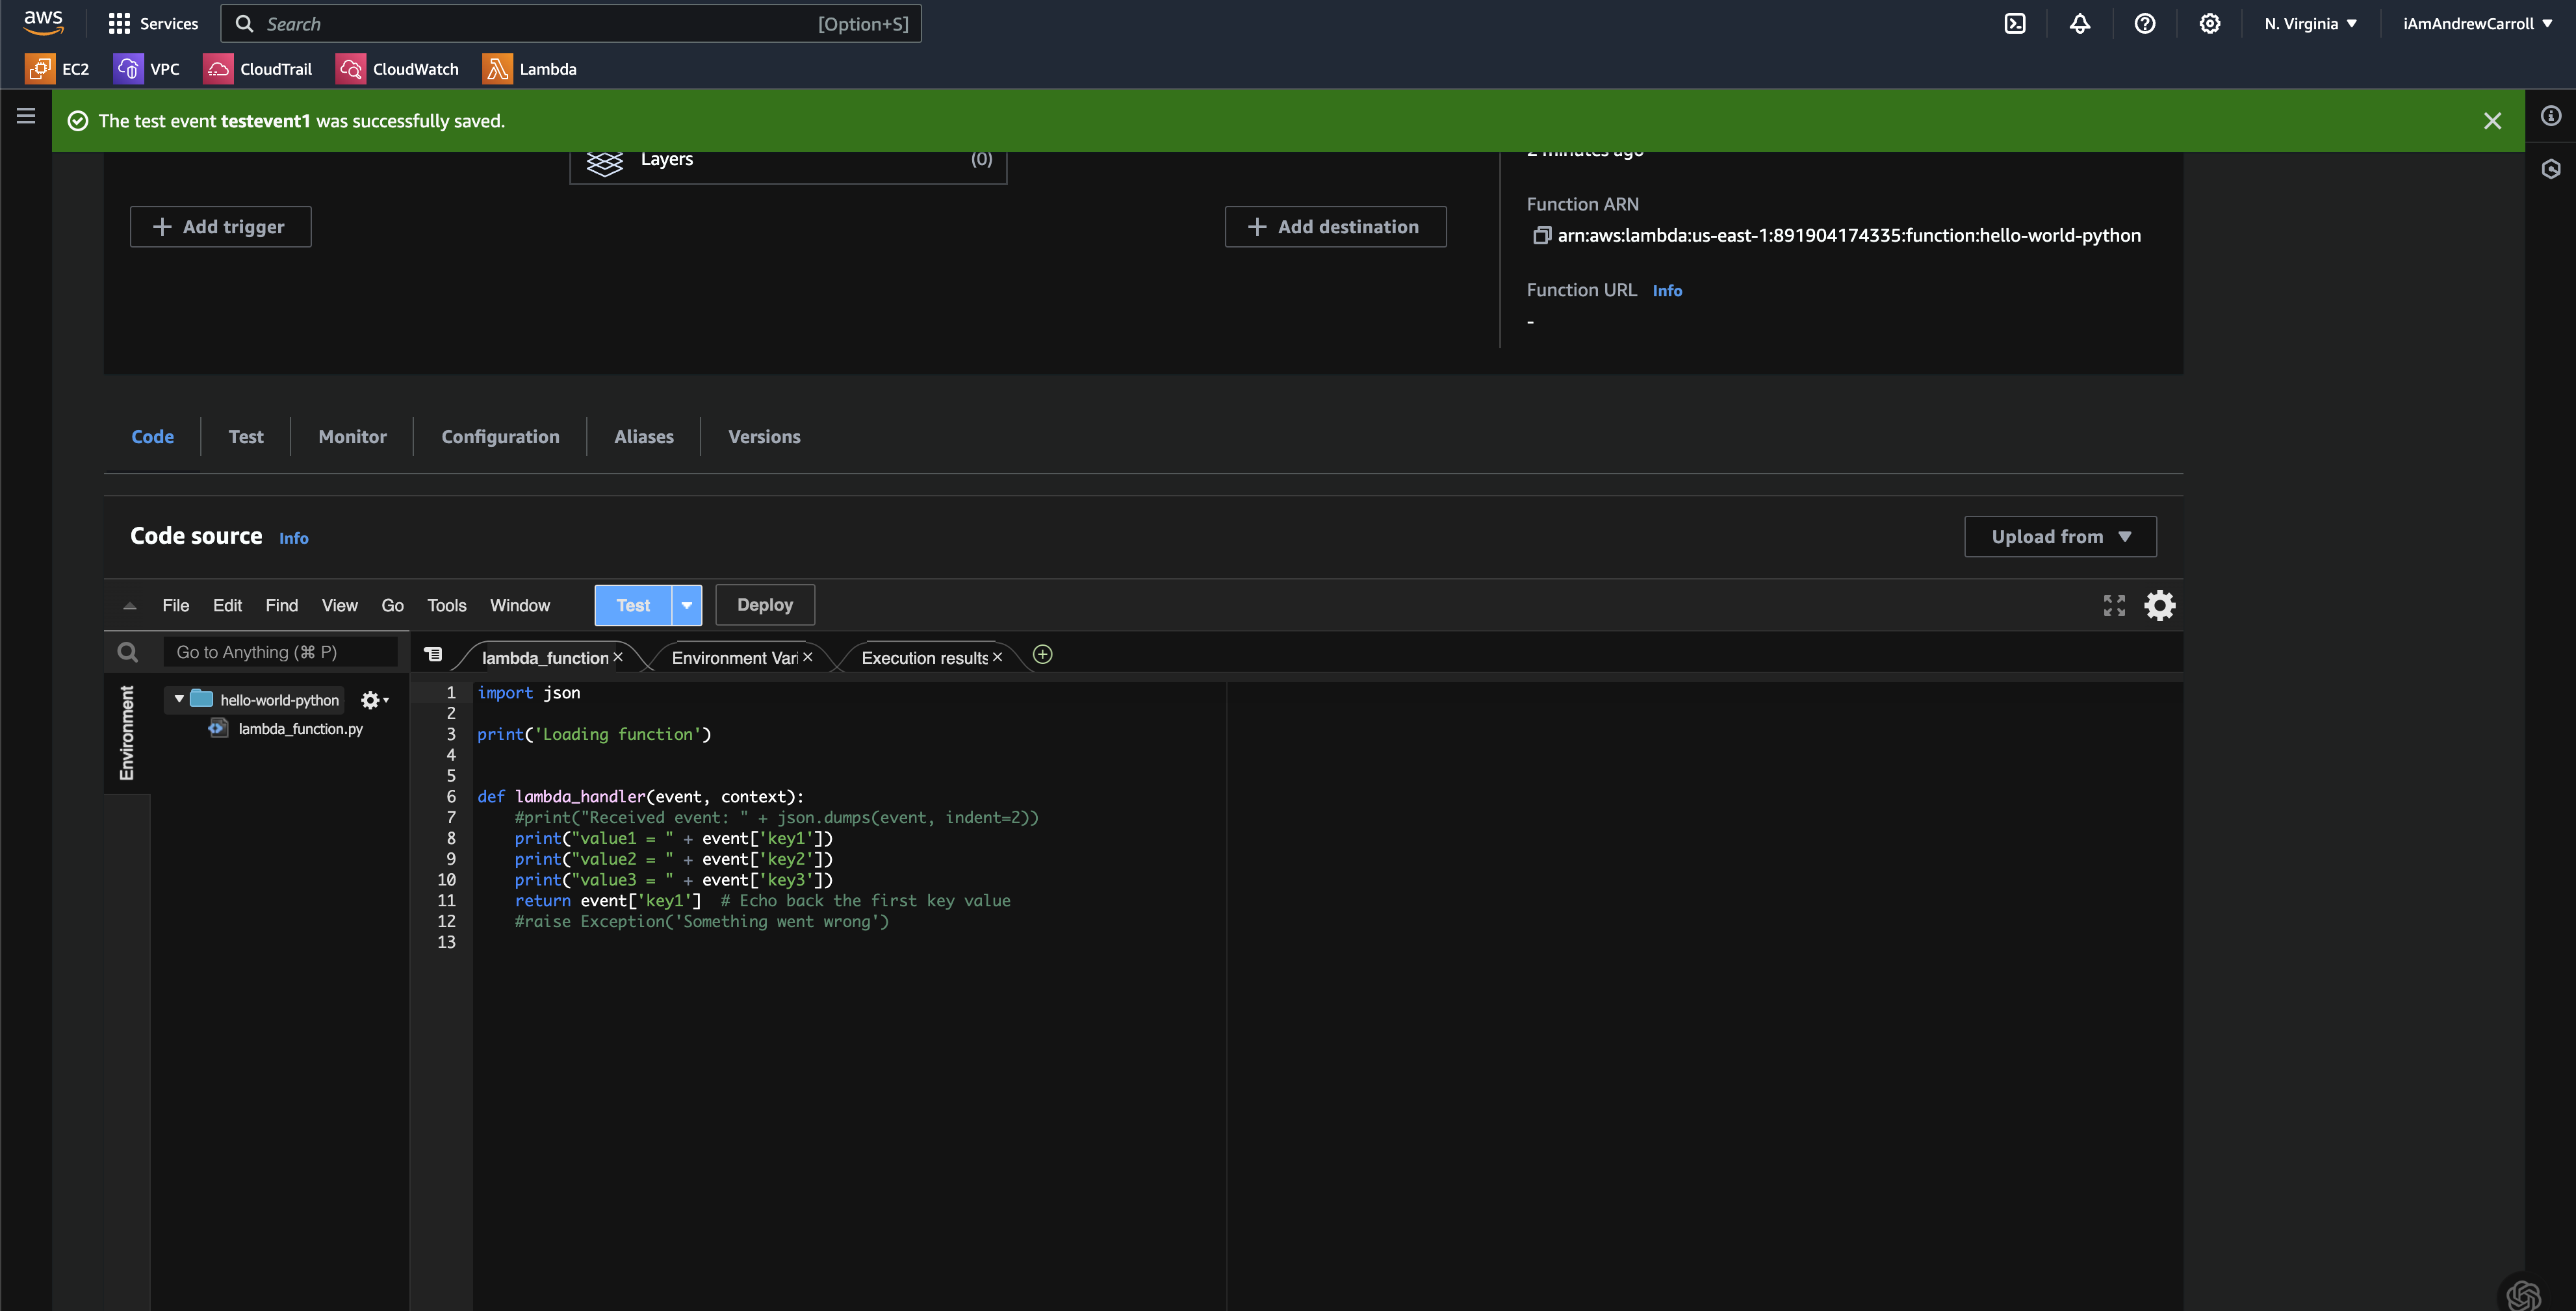 aws Services Search [Option+S] N. Virginia iAmAndrewCarroll
EC2 VPC CloudTrail CloudWatch Lambda
The test event testevent1 was successfully saved.
Layers (0)
2 minutes ago
Add trigger
Add destination
Function ARN
arn:aws:lambda:us-east-1:891904174335:function:hello-world-python
Function URL Info
-
Code Test Monitor Configuration Aliases Versions
Code source Info
Upload from
File Edit Find View Go Tools Window Test Deploy
Go to Anything (⌘ P)
lambda_function Environment Vari Execution results
Environment
hello-world-python
lambda_function.py
1 import json
2
3 print('Loading function')
4
5
6 def lambda_handler(event, context):
7     #print("Received event: " + json.dumps(event, indent=2))
8     print("value1 = " + event['key1'])
9     print("value2 = " + event['key2'])
10     print("value3 = " + event['key3'])
11     return event['key1']  # Echo back the first key value
12     #raise Exception('Something went wrong')
13